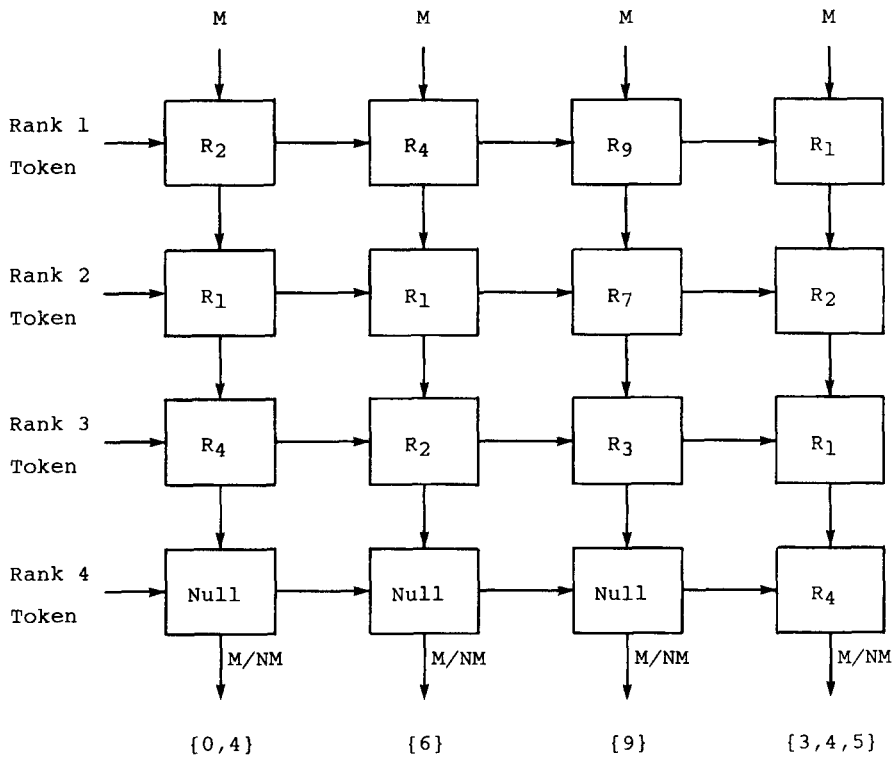 M M M M
Rank 1
Token
R2 R4 R9 R1
Rank 2
Token
R1 R1 R7 R2
Rank 3
Token
R4 R2 R3 R1
Rank 4
Token
Null Null Null R4
M/NM M/NM M/NM M/NM
{0,4} {6} {9} {3,4,5}